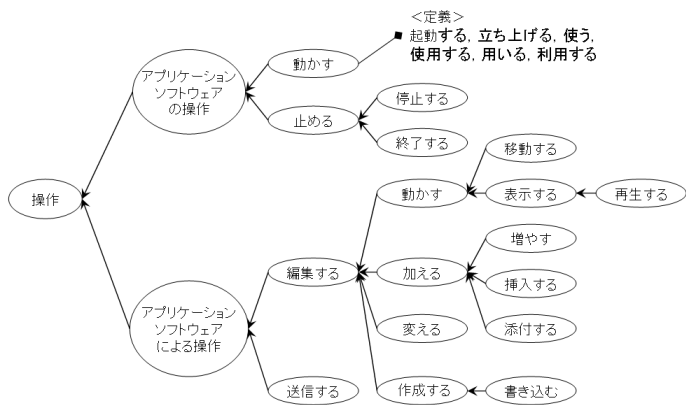 ＜定義＞
起動する，立ち上げる，使う，
使用する，用いる，利用する
アプリケーション
ソフトウェア
の操作
動かす
止める
停止する
終了する
操作
アプリケーション
ソフトウェア
による操作
編集する
送信する
動かす
移動する
表示する
再生する
加える
増やす
挿入する
添付する
変える
作成する
書き込む